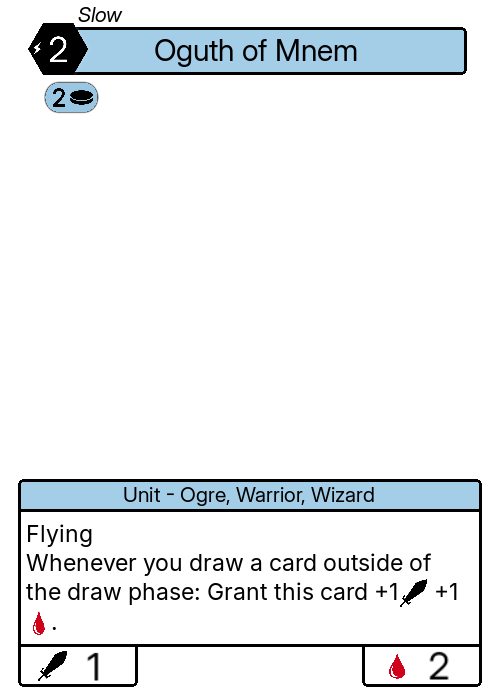 Slow
2
Oguth of Mnem
2
Unit - Ogre, Warrior, Wizard
Flying
Whenever you draw a card outside of
the draw phase: Grant this card +1 +1
.
1
2